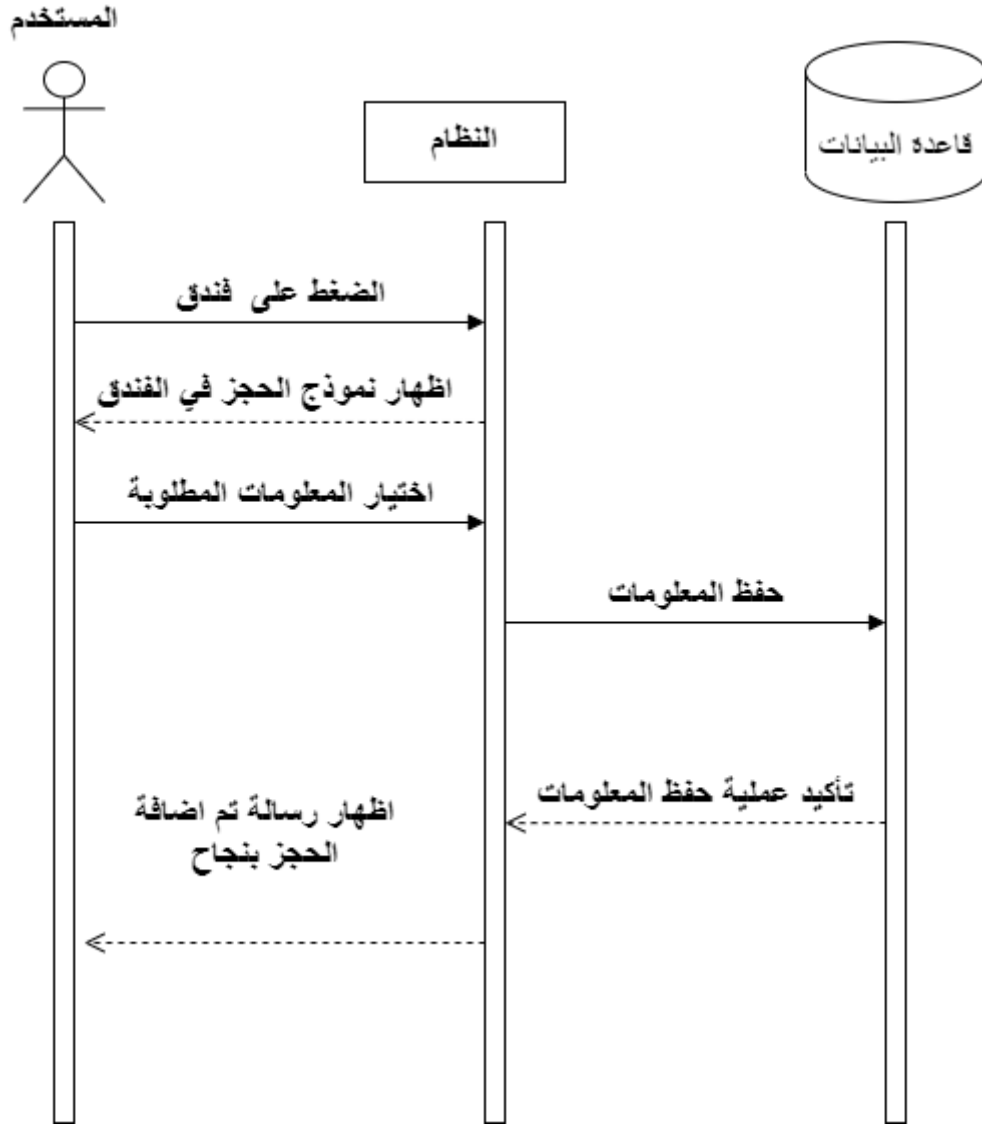 المستخدم
النظام
قاعدة البيانات
الضغط على فندق
اظهار نموذج الحجز في الفندق
اختيار المعلومات المطلوبة
حفظ المعلومات
تأكيد عملية حفظ المعلومات
اظهار رسالة تم اضافة
الحجز بنجاح